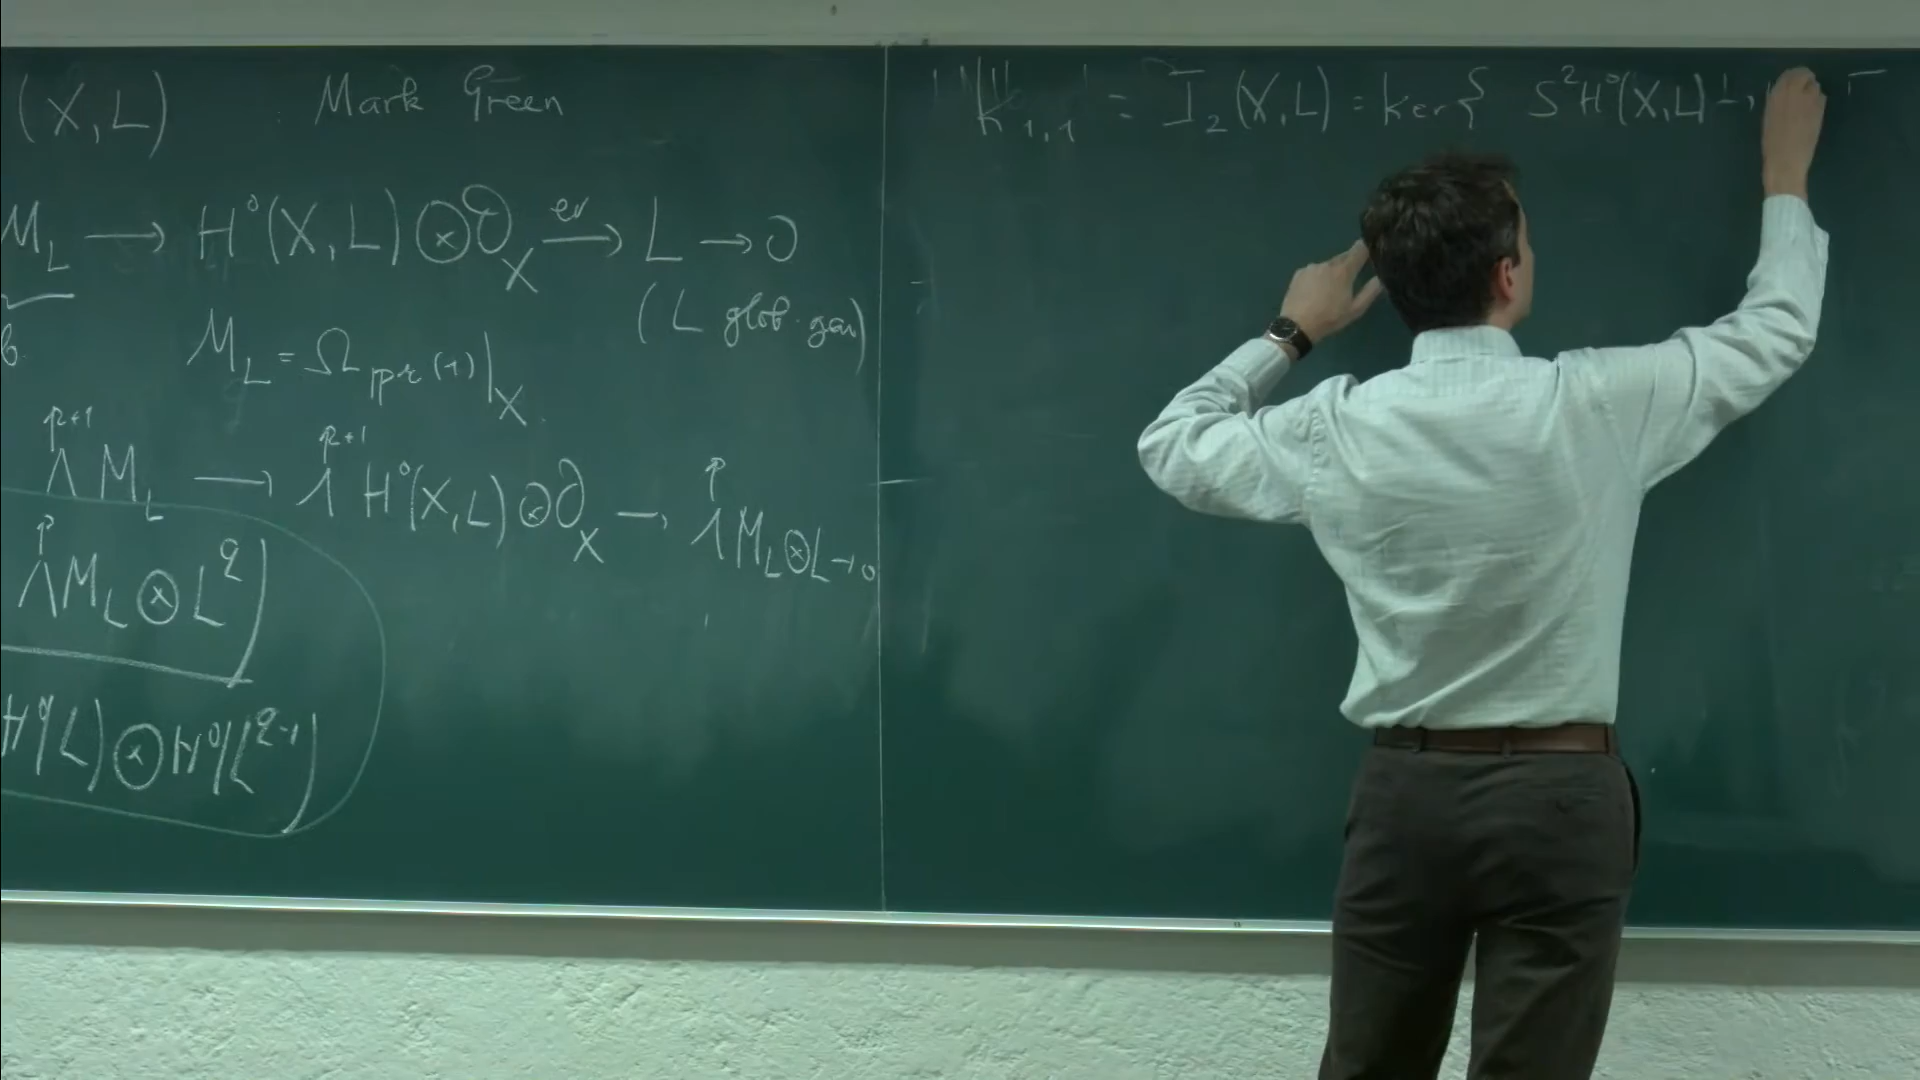 (X, L) Mark Green
M_L → H⁰(X, L) ⊗ O_X →^{ev} L → 0
(L glob. gen)
M_L = Ω_{ℙ^r}(1)|_X.
∧^{p+1} M_L → ∧^{p+1} H⁰(X, L) ⊗ O_X → ∧^p M_L ⊗ L → 0
∧^p M_L ⊗ L^q)
H⁰(L) ⊗ H⁰(L^{q-1})
K_{1,1} = I_2(X, L) = Ker{ S²H⁰(X, L) →